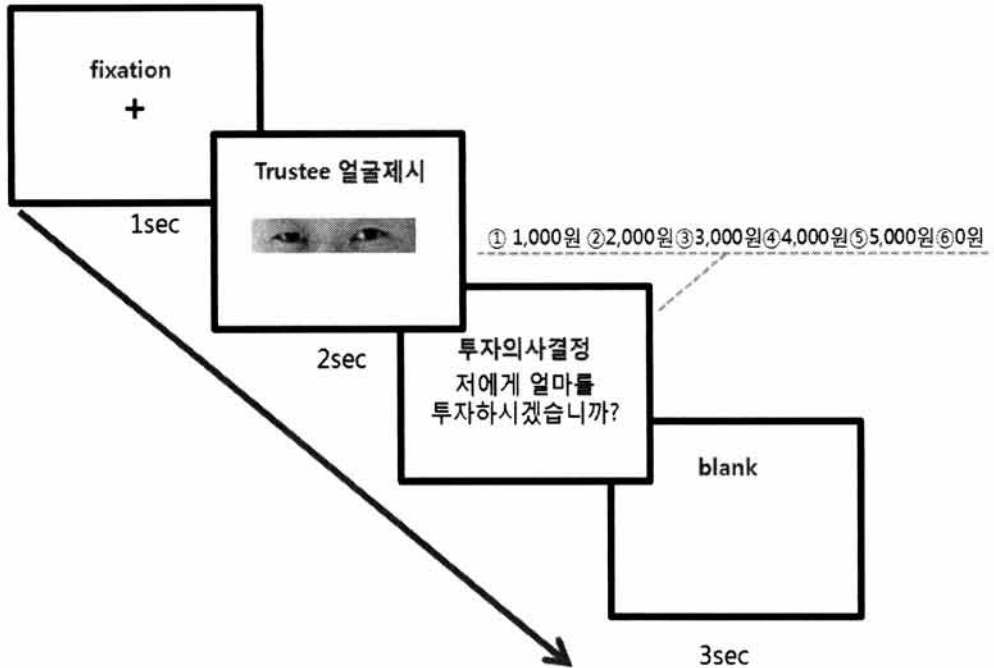 fixation
+
1sec
Trustee 얼굴제시
2sec
① 1,000원 ②2,000원③3,000원④4,000원⑤5,000원⑥0원
투자의사결정
저에게 얼마를
투자하시겠습니까?
blank
3sec